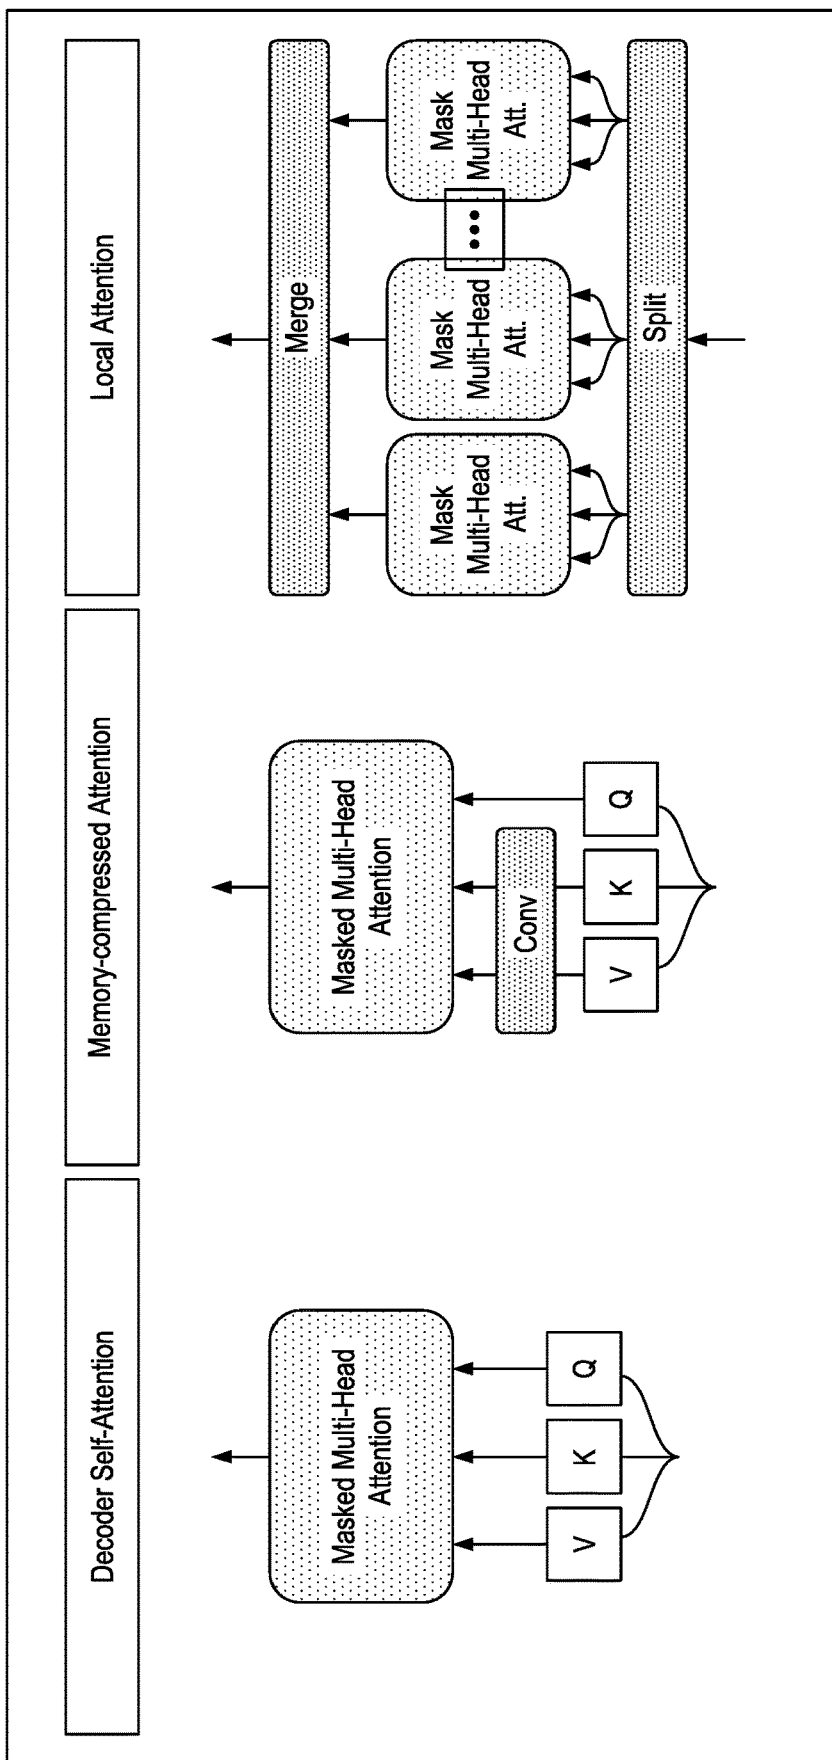 Decoder Self-Attention
Masked Multi-Head
Attention
V
K
Q
Memory-compressed Attention
Masked Multi-Head
Attention
Conv
V
K
Q
Local Attention
Merge
Mask
Multi-Head
Att.
Mask
Multi-Head
Att.
Mask
Multi-Head
Att.
Split